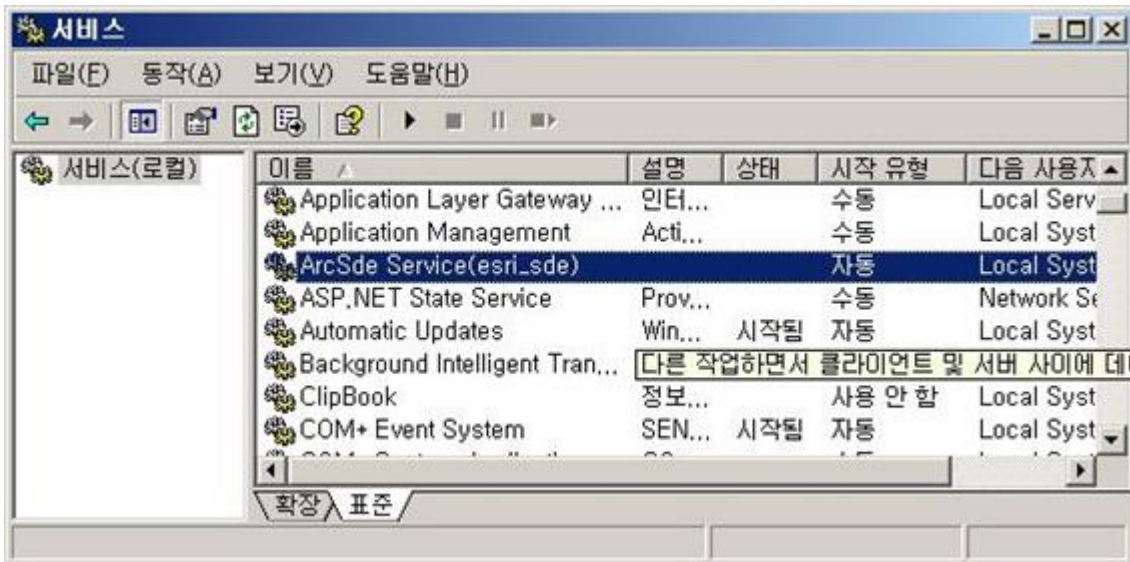 서비스
파일(F) 동작(A) 보기(V) 도움말(H)
서비스(로컬)
이름 설명 상태 시작 유형 다음 사용자
Application Layer Gateway ... 인터... 수동 Local Serv
Application Management Acti... 수동 Local Syst
ArcSde Service(esri_sde) 자동 Local Syst
ASP.NET State Service Prov... 수동 Network Se
Automatic Updates Win... 시작됨 자동 Local Syst
Background Intelligent Tran... 다른 작업하면서 클라이언트 및 서버 사이에 데이
ClipBook 정보... 사용 안 함 Local Syst
COM+ Event System SEN... 시작됨 자동 Local Syst
확장 표준